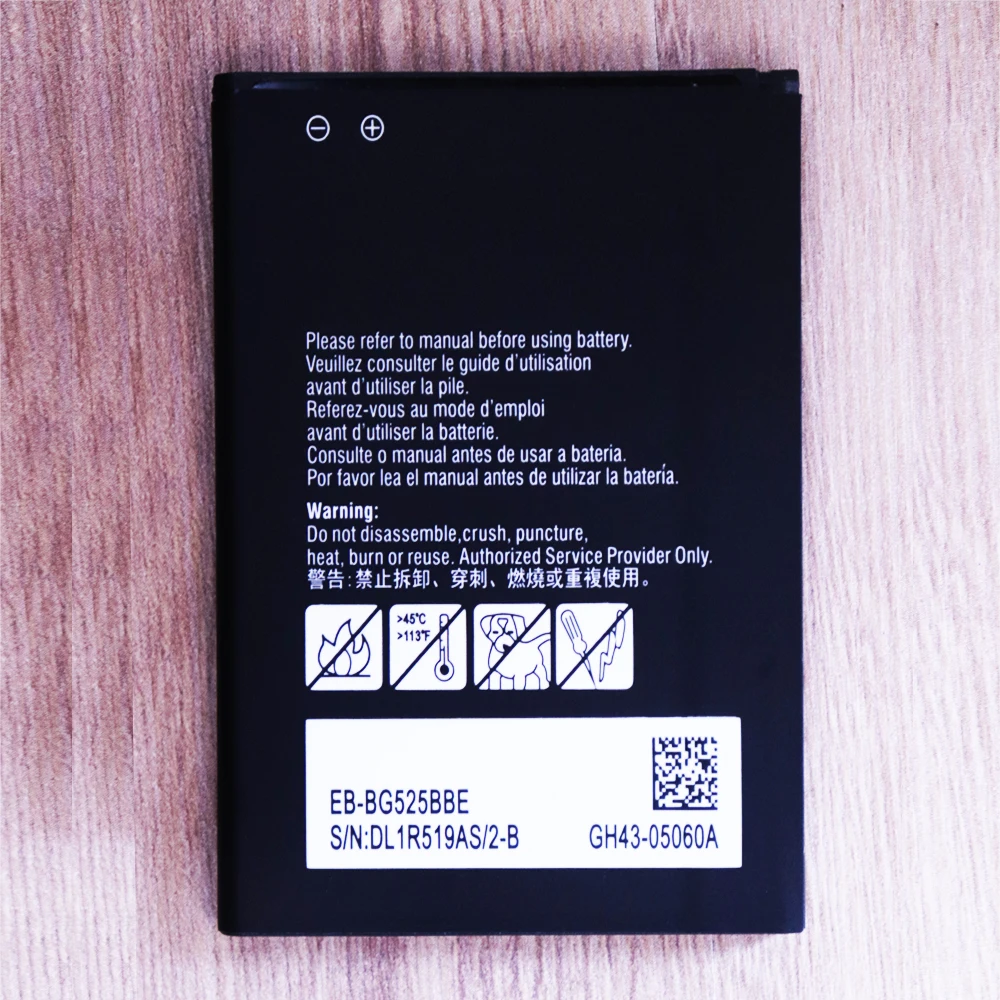 ⊖ ⊕
Please refer to manual before using battery.
Veuillez consulter le guide d'utilisation
avant d'utiliser la pile.
Referez-vous au mode d'emploi
avant d'utiliser la batterie.
Consulte o manual antes de usar a bateria.
Por favor lea el manual antes de utilizar la batería.
Warning:
Do not disassemble,crush, puncture,
heat, burn or reuse. Authorized Service Provider Only.
警告:禁止拆卸、穿刺、燃燒或重複使用。
>45°C
>113°F
EB-BG525BBE
S/N:DL1R519AS/2-B
GH43-05060A